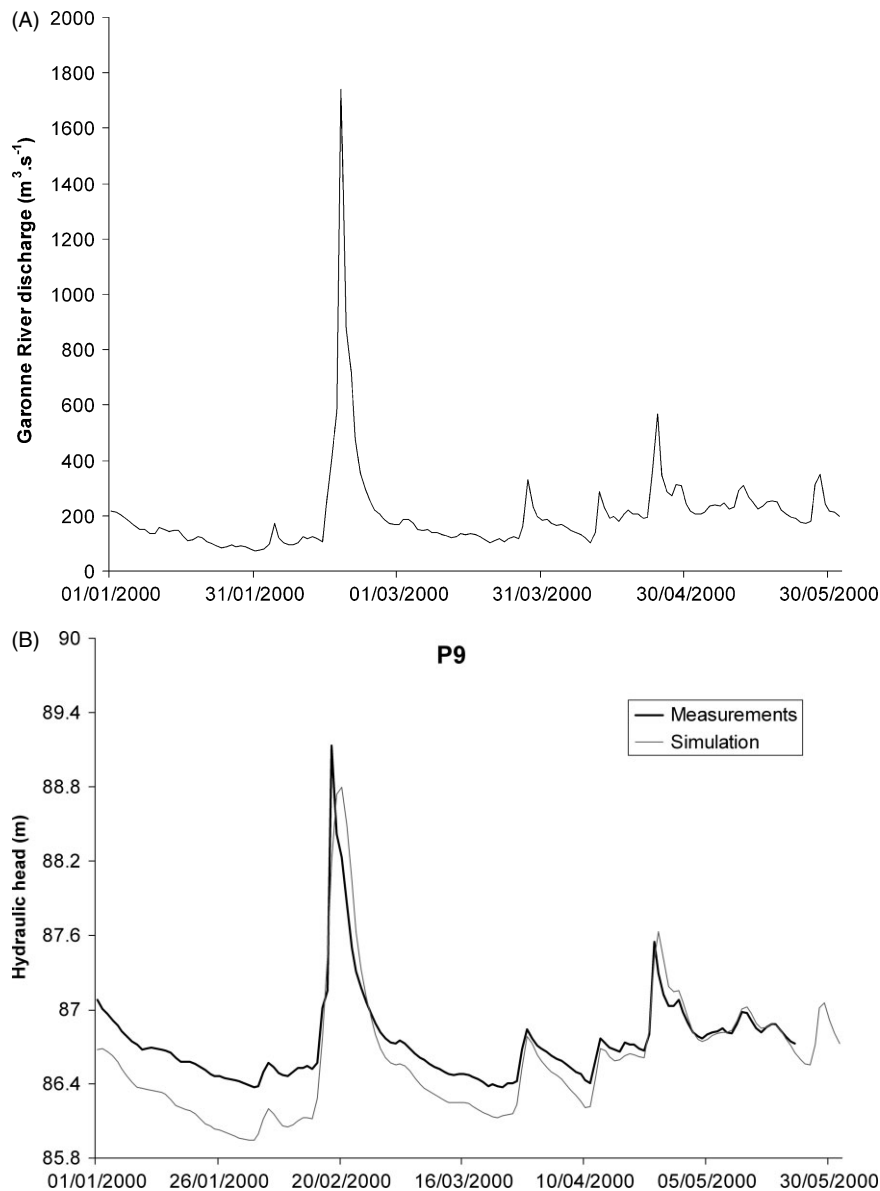 (A)
2000
1800
1600
1400
1200
1000
800
600
400
200
0
Garonne River discharge (m³.s⁻¹)
01/01/2000 31/01/2000 01/03/2000 31/03/2000 30/04/2000 30/05/2000
(B)
P9
90
89.4
88.8
88.2
87.6
87
86.4
85.8
Hydraulic head (m)
Measurements
Simulation
01/01/2000 26/01/2000 20/02/2000 16/03/2000 10/04/2000 05/05/2000 30/05/2000